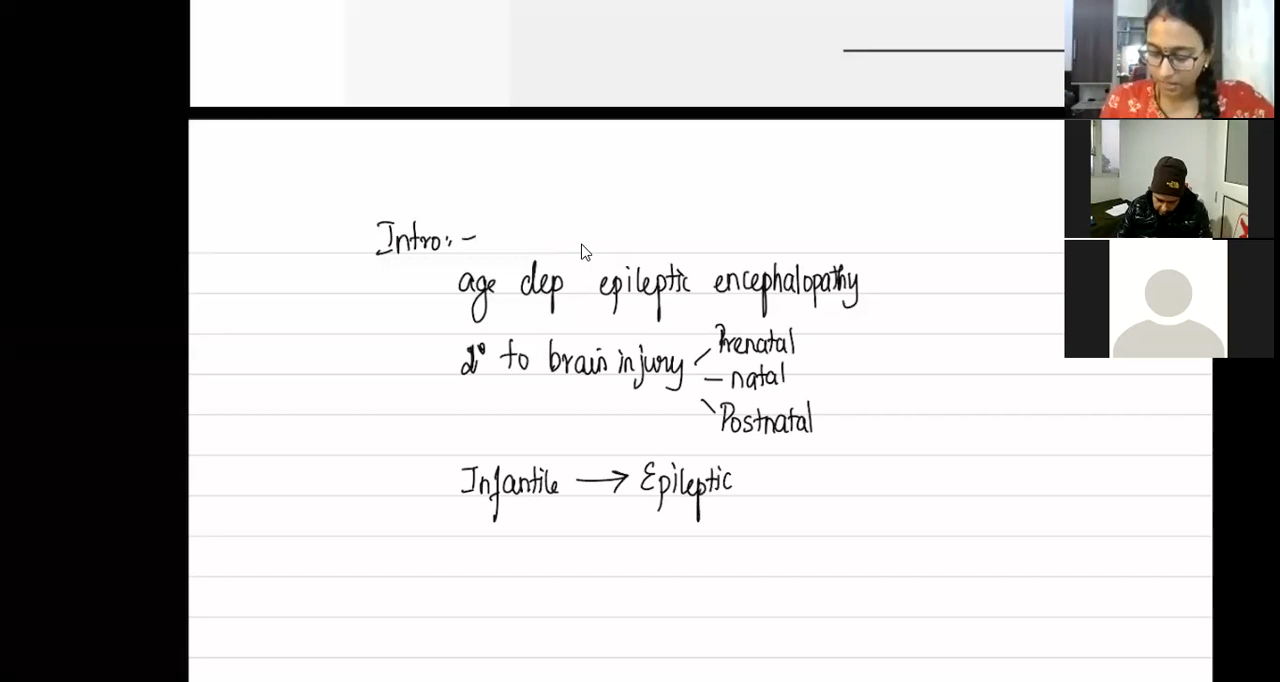 Intro:-
age dep epileptic encephalopathy
2° to brain injury
Prenatal
natal
Postnatal
Infantile → Epileptic